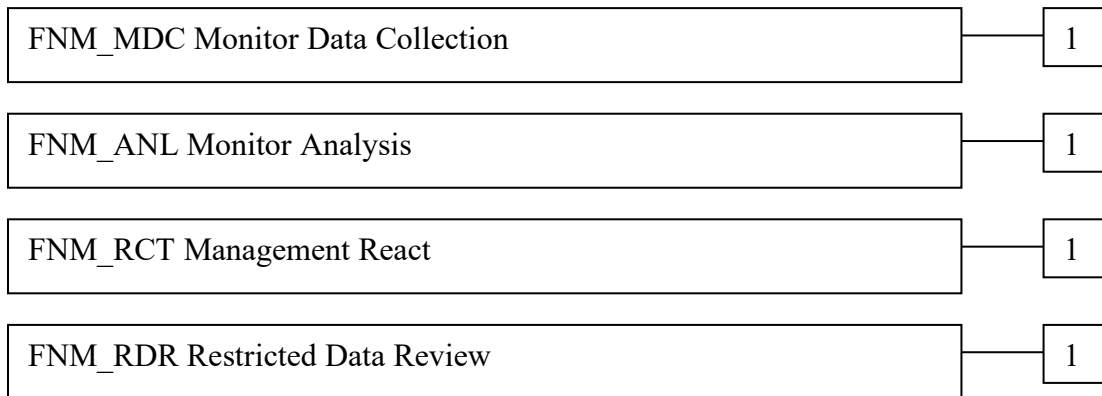 FNM_MDC Monitor Data Collection 1
FNM_ANL Monitor Analysis 1
FNM_RCT Management React 1
FNM_RDR Restricted Data Review 1